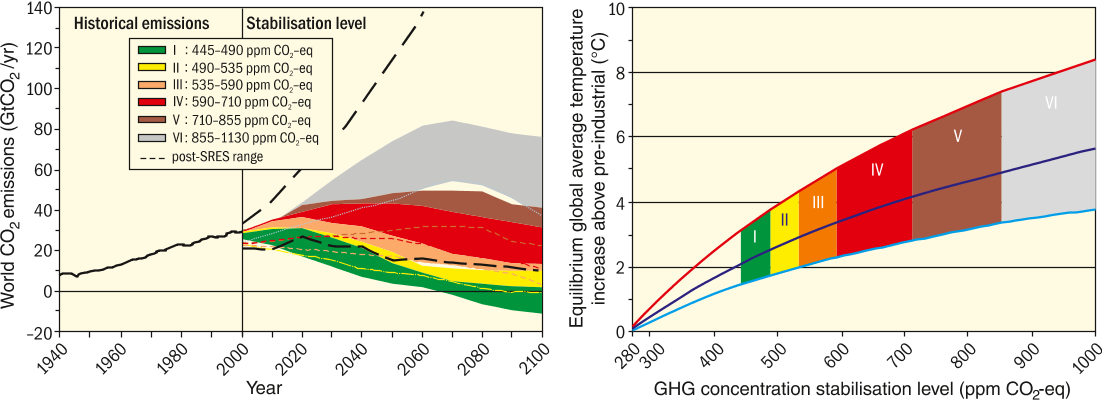 World CO2 emissions (GtCO2 /yr)
140
120
100
80
60
40
20
0
–20
Historical emissions
Stabilisation level
I : 445–490 ppm CO2–eq
II : 490–535 ppm CO2–eq
III : 535–590 ppm CO2–eq
IV : 590–710 ppm CO2–eq
V : 710–855 ppm CO2–eq
VI: 855–1130 ppm CO2–eq
post-SRES range
1940
1960
1980
2000
2000
2020
2040
2060
2080
2100
Year
Equilibrium global average temperature
increase above pre-industrial (°C)
10
8
6
4
2
0
I
II
III
IV
V
VI
280
300
400
500
600
700
800
900
1000
GHG concentration stabilisation level (ppm CO2-eq)